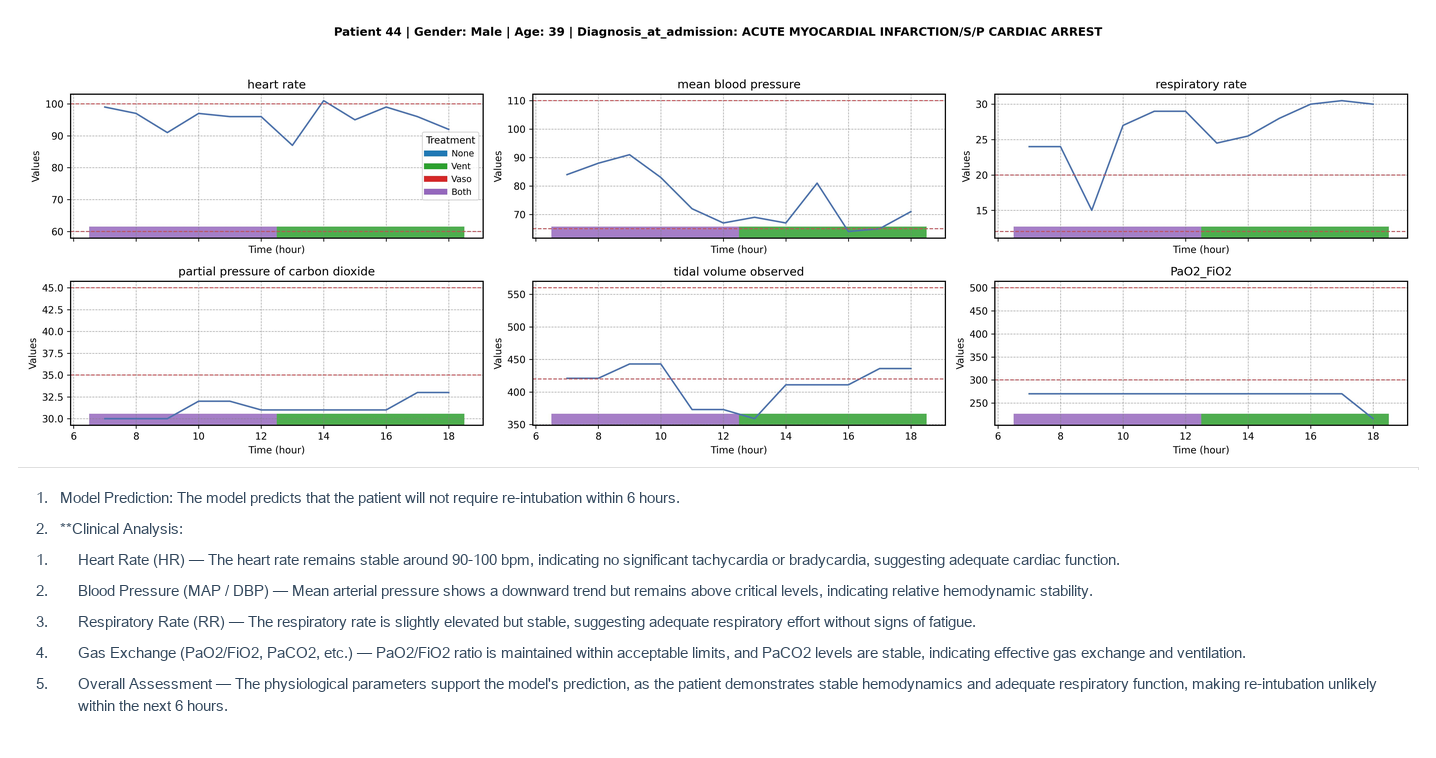 Patient 44 | Gender: Male | Age: 39 | Diagnosis_at_admission: ACUTE MYOCARDIAL INFARCTION/S/P CARDIAC ARREST
heart rate
100
90
80
70
60
Values
Time (hour)
Treatment
None
Vent
Vaso
Both
mean blood pressure
110
100
90
80
70
Values
Time (hour)
respiratory rate
30
25
20
15
Values
Time (hour)
partial pressure of carbon dioxide
45.0
42.5
40.0
37.5
35.0
32.5
30.0
Values
6 8 10 12 14 16 18
Time (hour)
tidal volume observed
550
500
450
400
350
Values
6 8 10 12 14 16 18
Time (hour)
PaO2_FiO2
500
450
400
350
300
250
Values
6 8 10 12 14 16 18
Time (hour)
1. Model Prediction: The model predicts that the patient will not require re-intubation within 6 hours.
2. **Clinical Analysis:
1. Heart Rate (HR) — The heart rate remains stable around 90-100 bpm, indicating no significant tachycardia or bradycardia, suggesting adequate cardiac function.
2. Blood Pressure (MAP / DBP) — Mean arterial pressure shows a downward trend but remains above critical levels, indicating relative hemodynamic stability.
3. Respiratory Rate (RR) — The respiratory rate is slightly elevated but stable, suggesting adequate respiratory effort without signs of fatigue.
4. Gas Exchange (PaO2/FiO2, PaCO2, etc.) — PaO2/FiO2 ratio is maintained within acceptable limits, and PaCO2 levels are stable, indicating effective gas exchange and ventilation.
5. Overall Assessment — The physiological parameters support the model's prediction, as the patient demonstrates stable hemodynamics and adequate respiratory function, making re-intubation unlikely
within the next 6 hours.